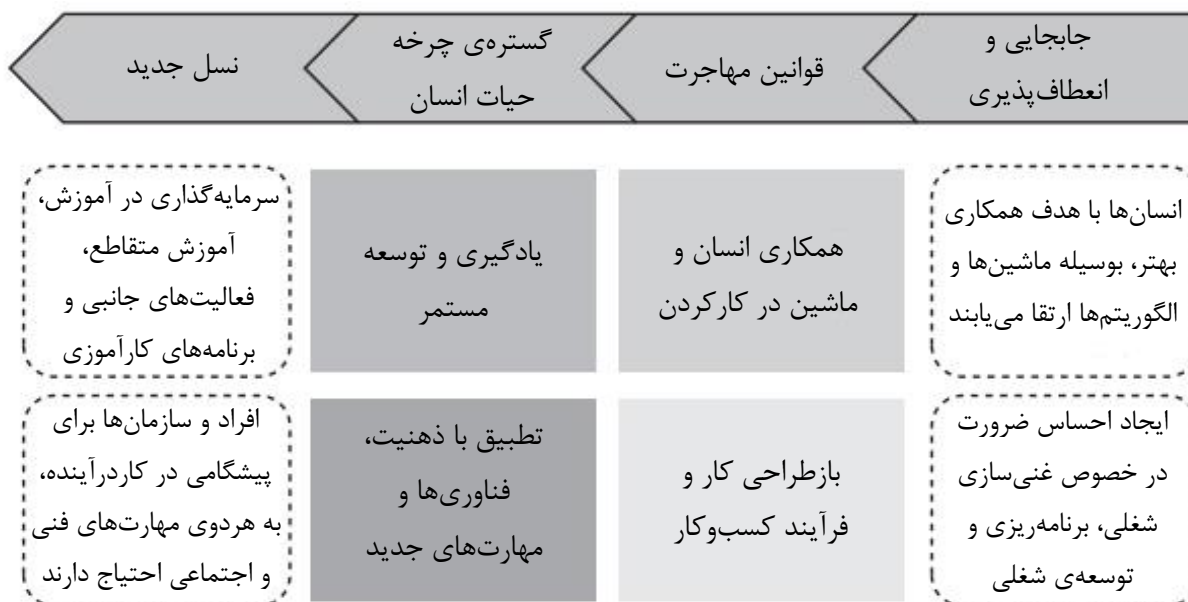 جابجایی و
انعطاف‌پذیری
قوانین مهاجرت
گستره‌ی چرخه
حیات انسان
نسل جدید
انسان‌ها با هدف همکاری
بهتر، بوسیله ماشین‌ها و
الگوریتم‌ها ارتقا می‌یابند
همکاری انسان و
ماشین در کارکردن
یادگیری و توسعه
مستمر
سرمایه‌گذاری در آموزش،
آموزش متقاطع،
فعالیت‌های جانبی و
برنامه‌های کارآموزی
ایجاد احساس ضرورت
در خصوص غنی‌سازی
شغلی، برنامه‌ریزی و
توسعه‌ی شغلی
بازطراحی کار و
فرآیند کسب‌وکار
تطبیق با ذهنیت،
فناوری‌ها و
مهارت‌های جدید
افراد و سازمان‌ها برای
پیشگامی در کاردرآینده،
به هردوی مهارت‌های فنی
و اجتماعی احتیاج دارند